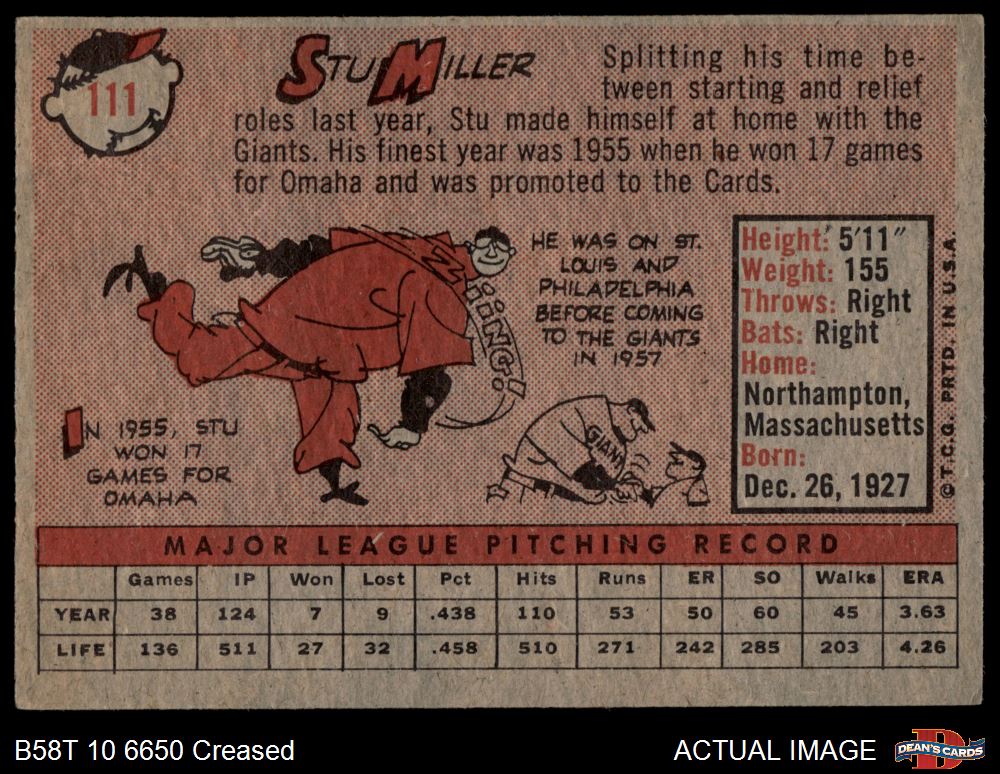 111
STU MILLER
Splitting his time be-
tween starting and relief
roles last year, Stu made himself at home with the
Giants. His finest year was 1955 when he won 17 games
for Omaha and was promoted to the Cards.
HE WAS ON ST.
LOUIS AND
PHILADELPHIA
BEFORE COMING
TO THE GIANTS
IN 1957
ZIING!
GIANT
IN 1955, STU
WON 17
GAMES FOR
OMAHA
Height: 5'11"
Weight: 155
Throws: Right
Bats: Right
Home:
Northampton,
Massachusetts
Born:
Dec. 26, 1927
© T.C.G. PRTD. IN U.S.A.
MAJOR LEAGUE PITCHING RECORD
Games IP Won Lost Pct Hits Runs ER SO Walks ERA
YEAR 38 124 7 9 .438 110 53 50 60 45 3.63
LIFE 136 511 27 32 .458 510 271 242 285 203 4.26
B58T 10 6650 Creased
ACTUAL IMAGE
D
DEAN'S CARDS